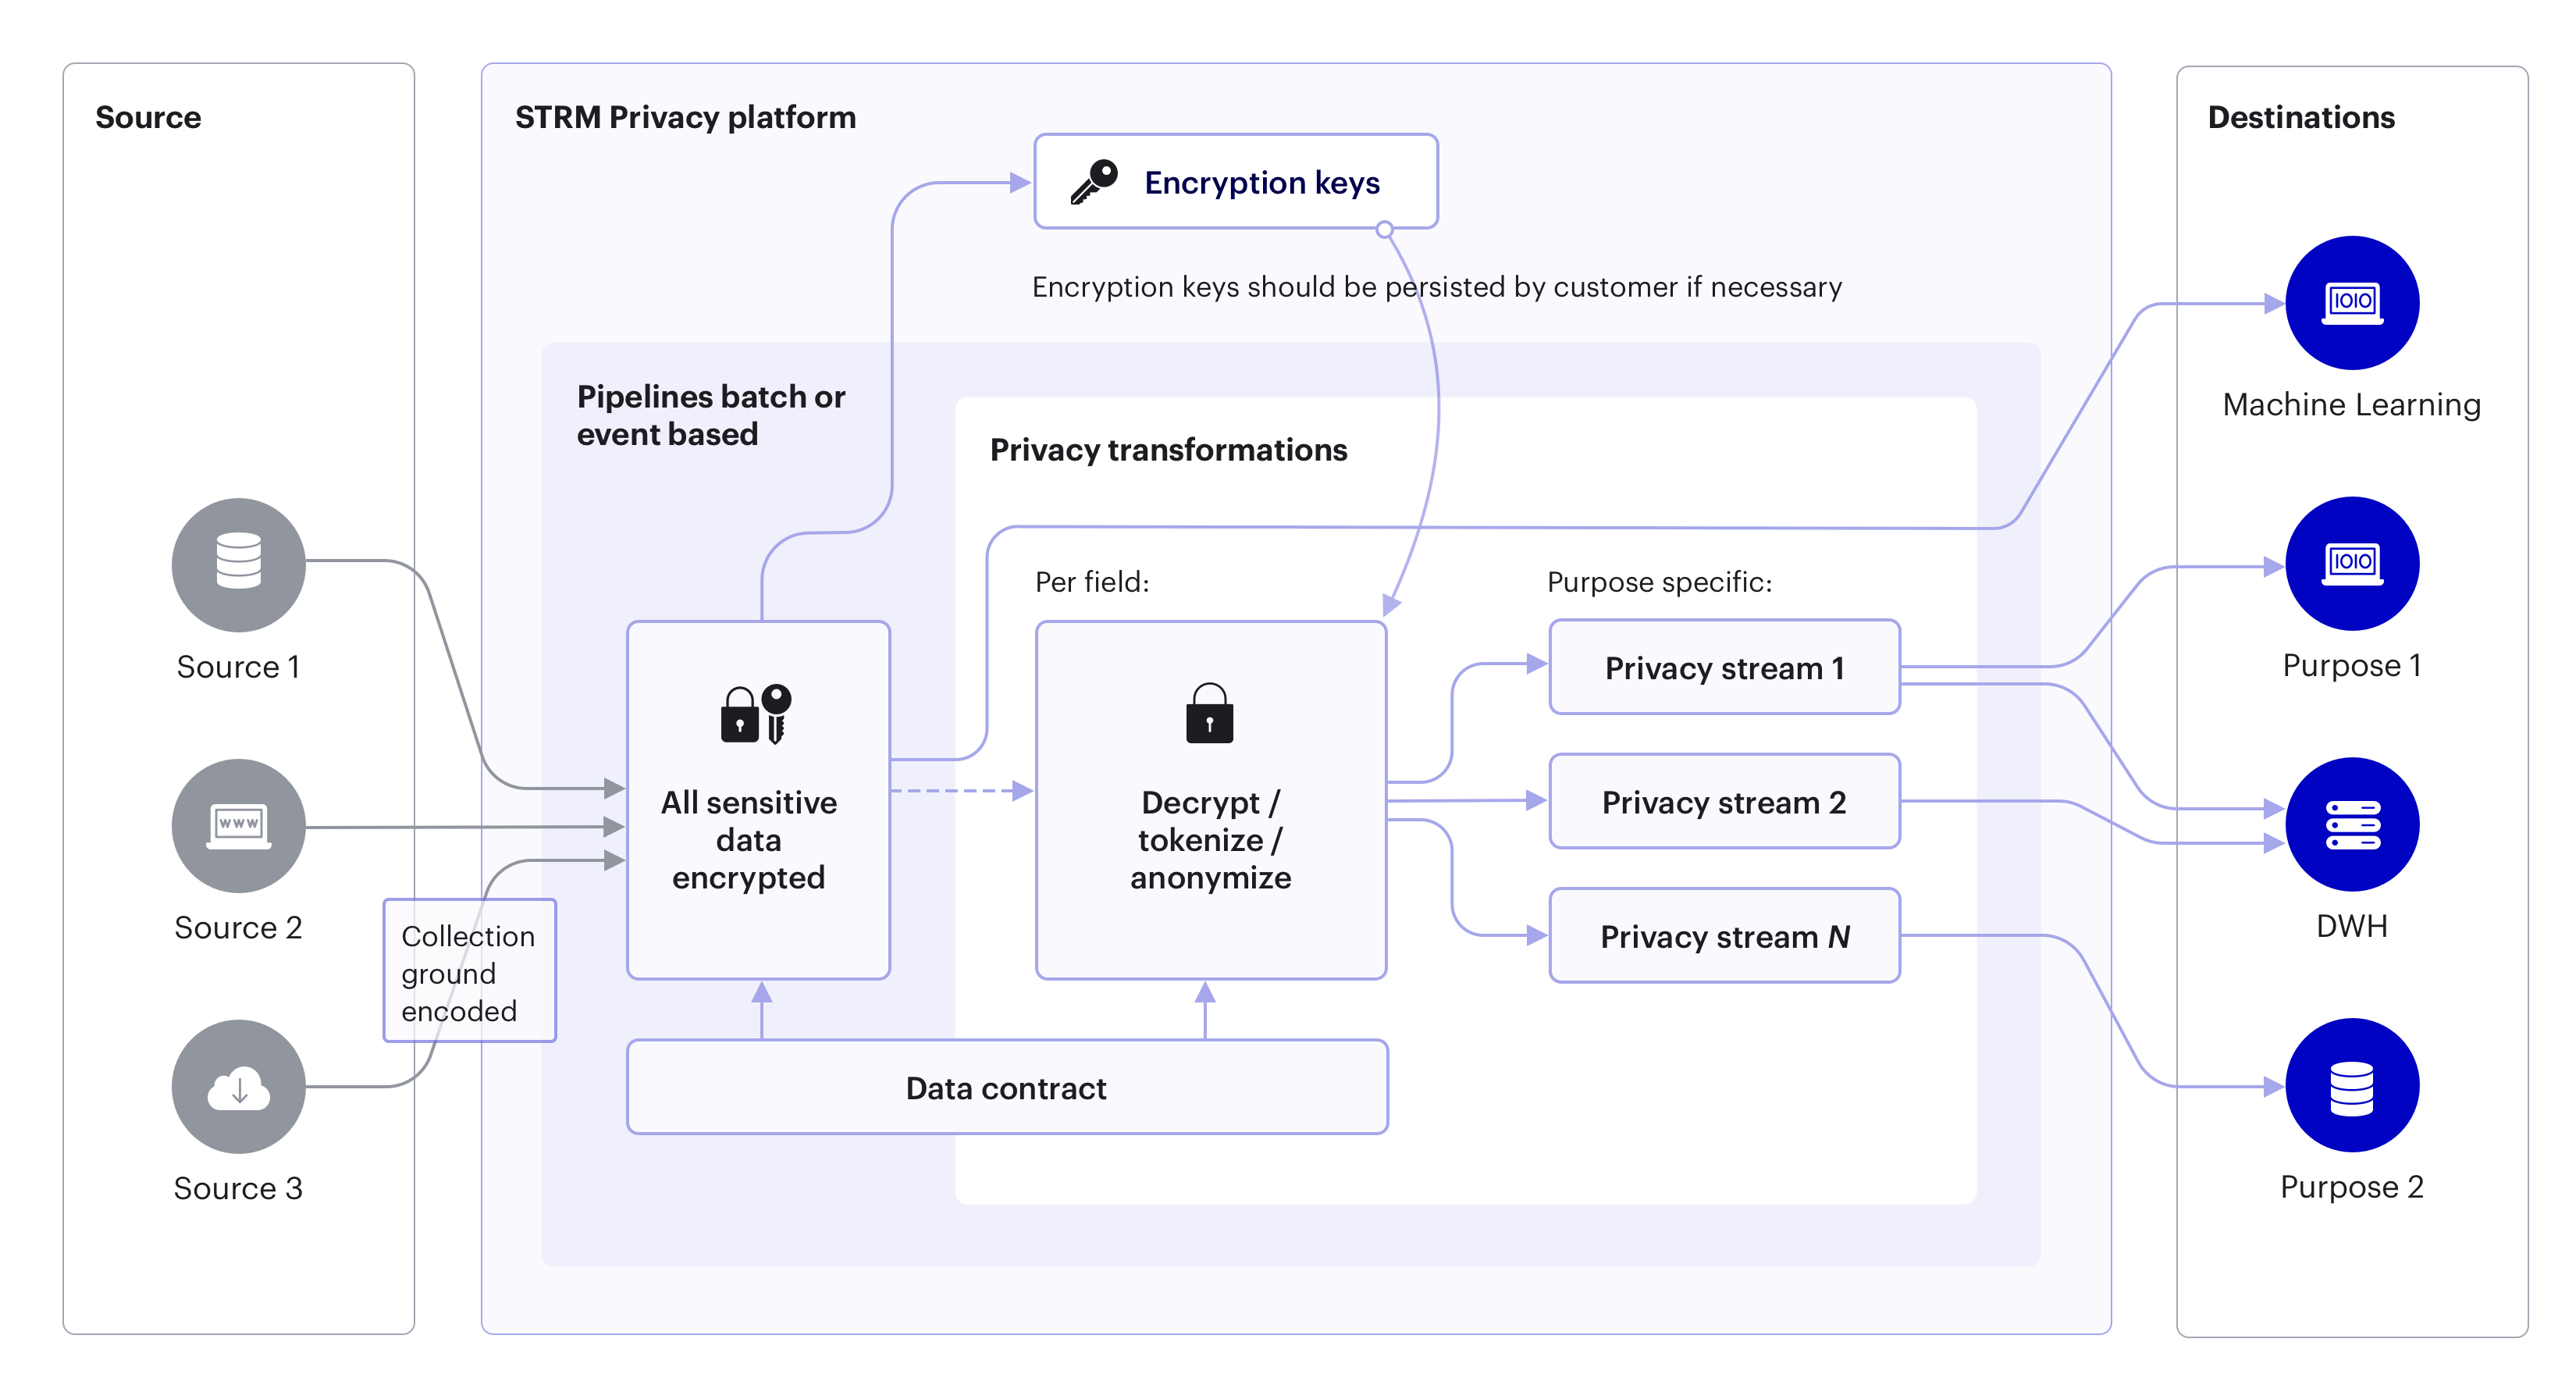 Source
Source 1
www
Source 2
Source 3
Collection
ground
encoded
STRM Privacy platform
Encryption keys
Encryption keys should be persisted by customer if necessary
Pipelines batch or
event based
All sensitive
data
encrypted
Privacy transformations
Per field:
Decrypt /
tokenize /
anonymize
Data contract
Purpose specific:
Privacy stream 1
Privacy stream 2
Privacy stream N
Destinations
IOIO
Machine Learning
IOIO
Purpose 1
DWH
Purpose 2